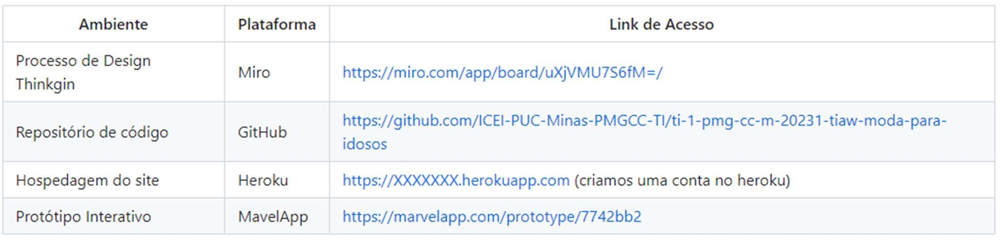 Ambiente Plataforma Link de Acesso
Processo de Design
Thinkgin
Miro
https://miro.com/app/board/uXjVMU7S6fM=/
Repositório de código
GitHub
https://github.com/ICEI-PUC-Minas-PMGCC-TI/ti-1-pmg-cc-m-20231-tiaw-moda-para-
idosos
Hospedagem do site Heroku https://XXXXXXX.herokuapp.com (criamos uma conta no heroku)
Protótipo Interativo MavelApp https://marvelapp.com/prototype/7742bb2